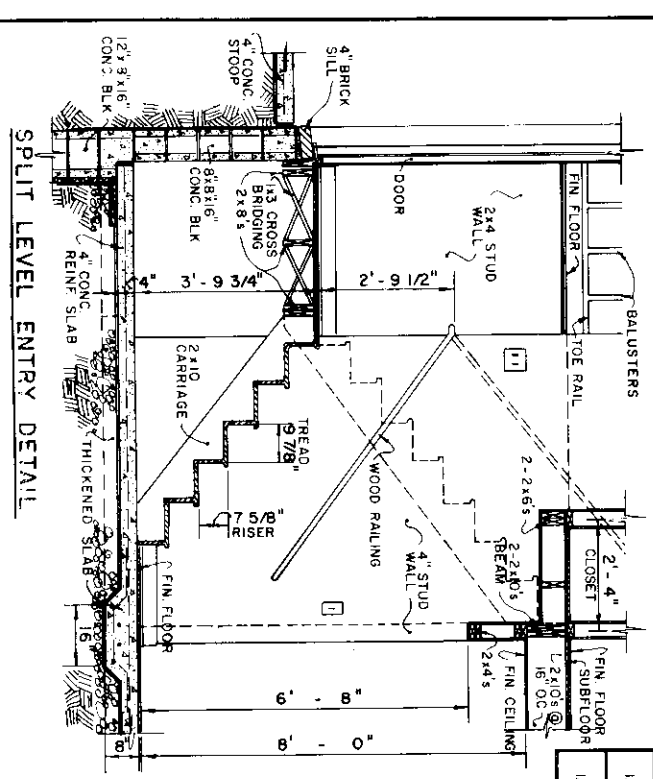 BALUSTERS
TOE RAIL
FIN. FLOOR
2x4 STUD
WALL
DOOR
4" BRICK
SILL
4" CONC.
STOOP
12"x8"x16"
CONC. BLK
8"x8"x16"
CONC. BLK
1x3 CROSS
BRIDGING
2x8's
2'-9 1/2"
3'-9 3/4"
4"
4" CONC.
REINF. SLAB
2x10
CARRIAGE
TREAD
9 7/8"
7 5/8"
RISER
WOOD RAILING
4" STUD
WALL
2-2x6's
CLOSET
2'-4"
2-2x10's
BEAM
2x4's
FIN. CEILING
2x10's @
16" O.C.
SUBFLOOR
FIN. FLOOR
6'-8"
8'-0"
FIN. FLOOR
THICKENED SLAB
16"
8"
SPLIT LEVEL ENTRY DETAIL